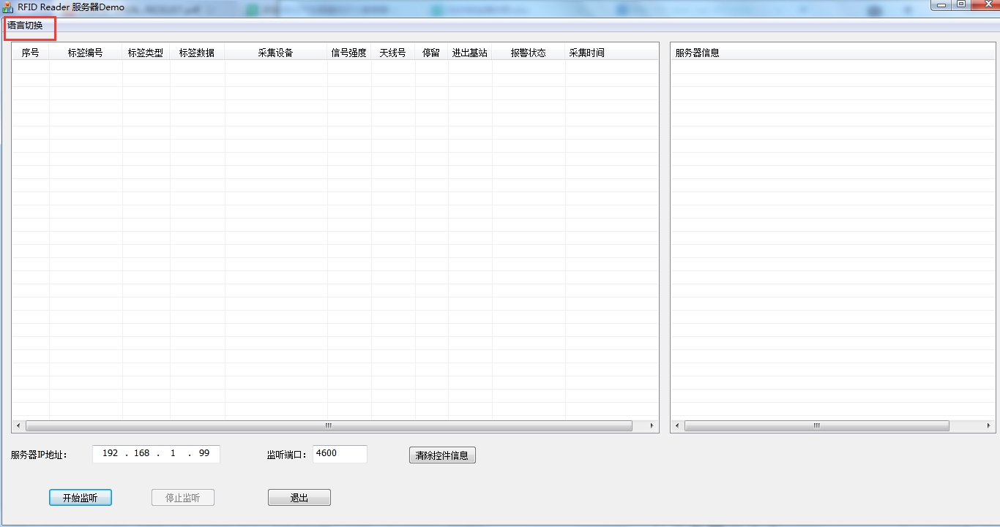 RFID Reader 服务器Demo
语言切换
序号 标签编号 标签类型 标签数据 采集设备 信号强度 天线号 停留 进出基站 报警状态 采集时间 服务器信息
服务器IP地址: 192 . 168 . 1 . 99 监听端口: 4600 清除控件信息
开始监听 停止监听 退出